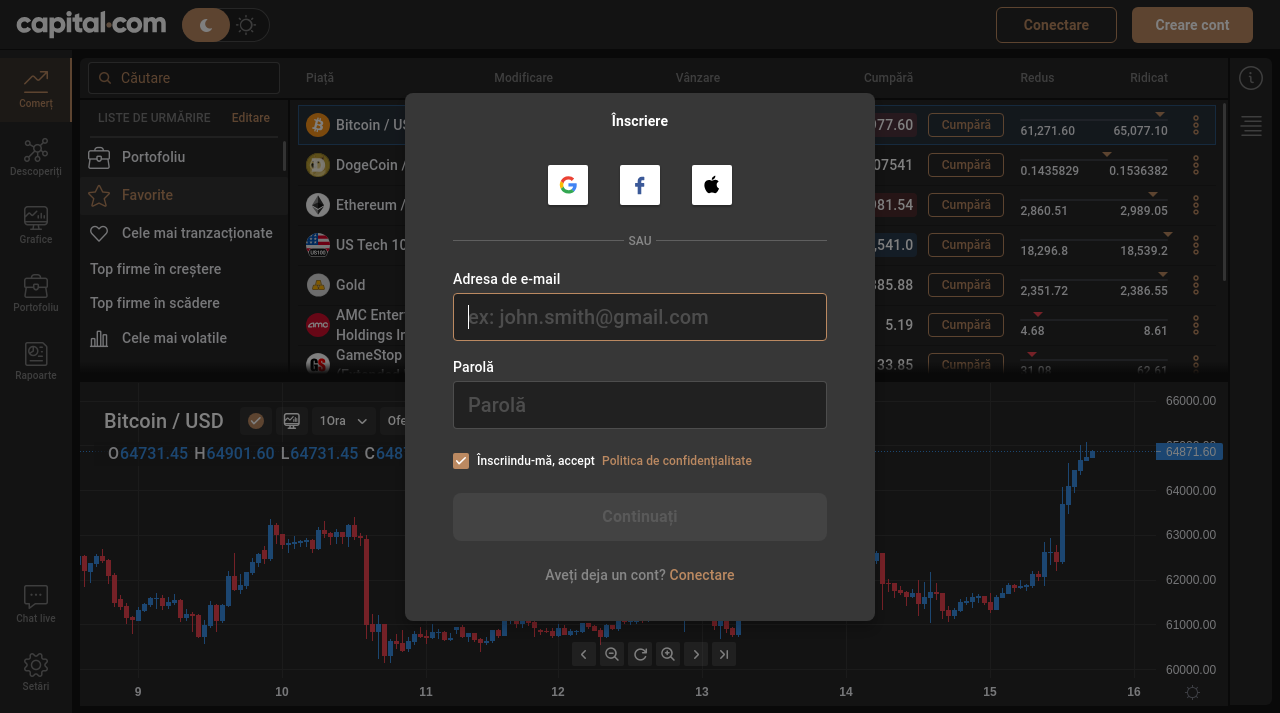 capital.com
Conectare
Creare cont
Comerț
Descoperiți
Grafice
Portofoliu
Rapoarte
Chat live
Setări
Căutare
Piață Modificare Vânzare Cumpără Redus Ridicat
LISTE DE URMĂRIRE Editare
Portofoliu
Favorite
Cele mai tranzacționate
Top firme în creștere
Top firme în scădere
Cele mai volatile
Bitcoin / US 77.60 Cumpără 61,271.60 65,077.10
DogeCoin / 07541 Cumpără 0.1435829 0.1536382
Ethereum / 81.54 Cumpără 2,860.51 2,989.05
US Tech 10 ,541.0 Cumpără 18,296.8 18,539.2
Gold 85.88 Cumpără 2,351.72 2,386.55
AMC Enter
Holdings In 5.19 Cumpără 4.68 8.61
GameStop 33.85 Cumpără 31.08 62.61
Înscriere
SAU
Adresa de e-mail
ex: john.smith@gmail.com
Parolă
Parolă
Înscriindu-mă, accept Politica de confidențialitate
Continuați
Aveți deja un cont? Conectare
Bitcoin / USD 1Ora Ofe
O64731.45 H64901.60 L64731.45 C6487
66000.00
64871.60
64000.00
63000.00
62000.00
61000.00
60000.00
9 10 11 12 13 14 15 16